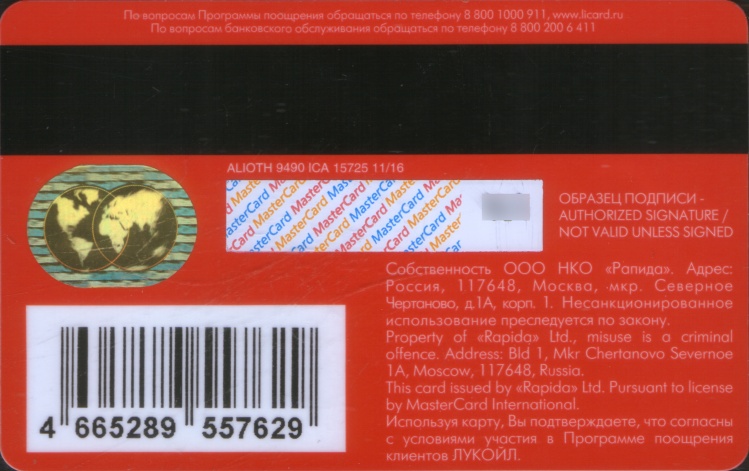 По вопросам Программы поощрения обращаться по телефону 8 800 1000 911, www.licard.ru
По вопросам банковского обслуживания обращаться по телефону 8 800 200 6 411
ALIOTH 9490 ICA 15725 11/16
MasterCard MasterCard MasterCard MasterCard
ОБРАЗЕЦ ПОДПИСИ -
AUTHORIZED SIGNATURE /
NOT VALID UNLESS SIGNED
Собственность ООО НКО «Рапида». Адрес:
Россия, 117648, Москва, мкр. Северное
Чертаново, д.1А, корп. 1. Несанкционированное
использование преследуется по закону.
Property of «Rapida» Ltd., misuse is a criminal
offence. Address: Bld 1, Mkr Chertanovo Severnoe
1A, Moscow, 117648, Russia.
This card issued by «Rapida» Ltd. Pursuant to license
by MasterCard International.
Используя карту, Вы подтверждаете, что согласны
с условиями участия в Программе поощрения
клиентов ЛУКОЙЛ.
4 665289 557629